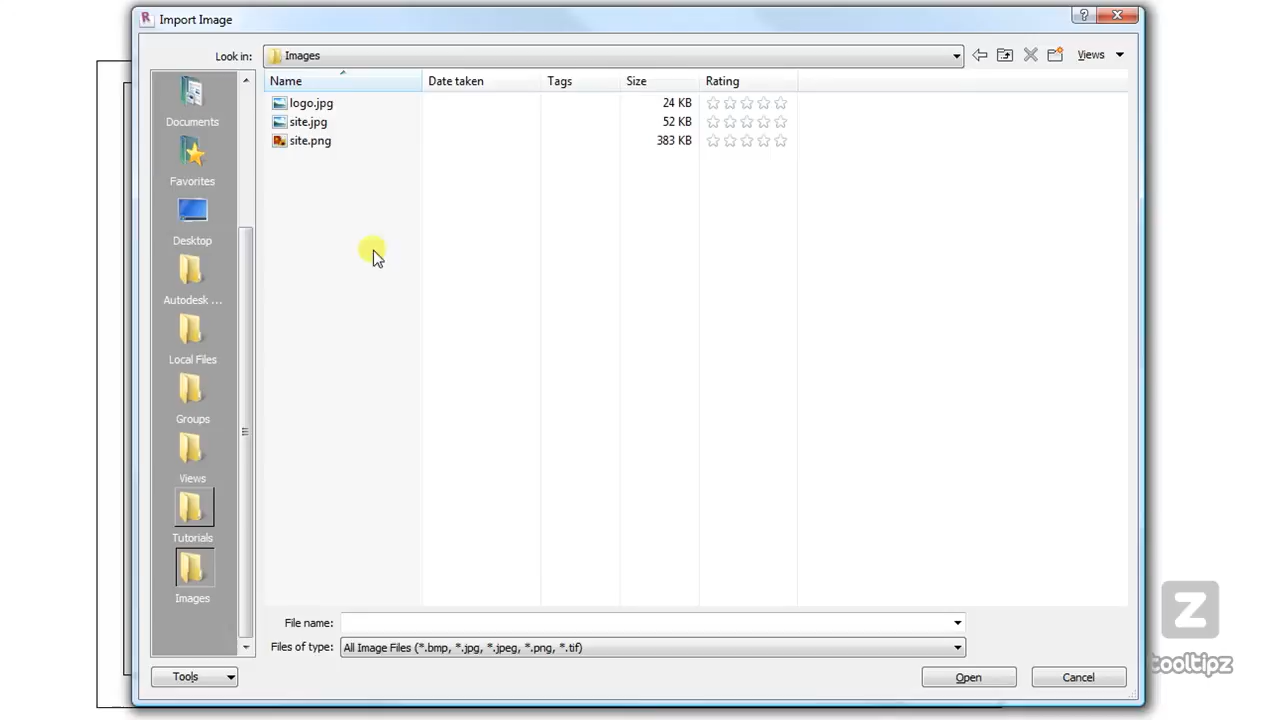 R Import Image ?
Look in: Images Views
Name Date taken Tags Size Rating
logo.jpg 24 KB
site.jpg 52 KB
site.png 383 KB
Documents
Favorites
Desktop
Autodesk ...
Local Files
Groups
Views
Tutorials
Images
File name:
Files of type: All Image Files (*.bmp, *.jpg, *.jpeg, *.png, *.tif)
Tools Open Cancel
Z
tooltipz